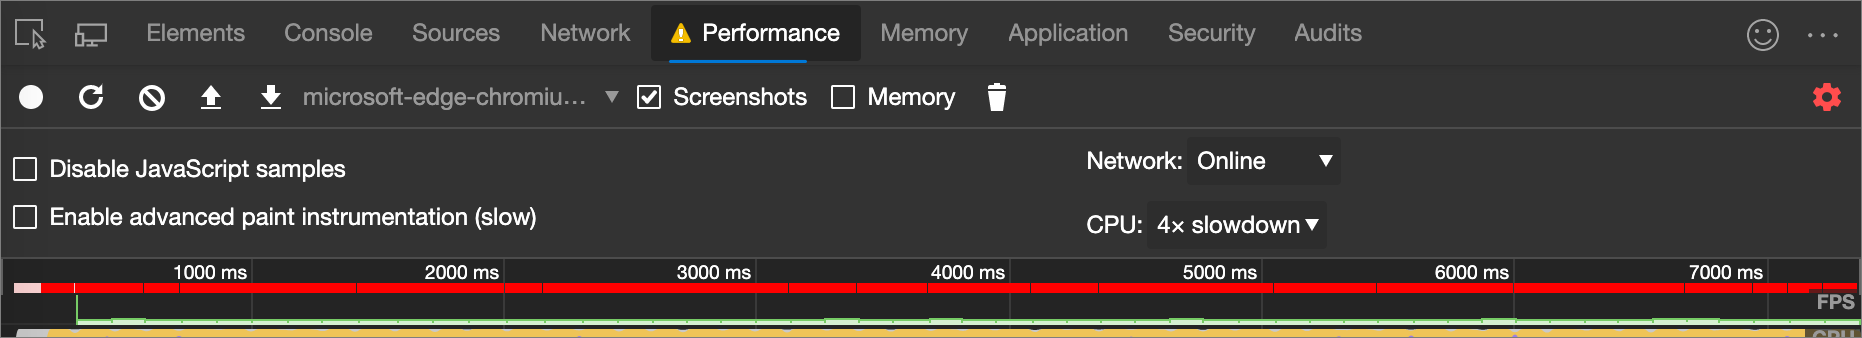 Elements Console Sources Network Performance Memory Application Security Audits
microsoft-edge-chromiu... Screenshots Memory
Disable JavaScript samples
Network: Online
Enable advanced paint instrumentation (slow)
CPU: 4× slowdown
1000 ms 2000 ms 3000 ms 4000 ms 5000 ms 6000 ms 7000 ms
FPS
CPU